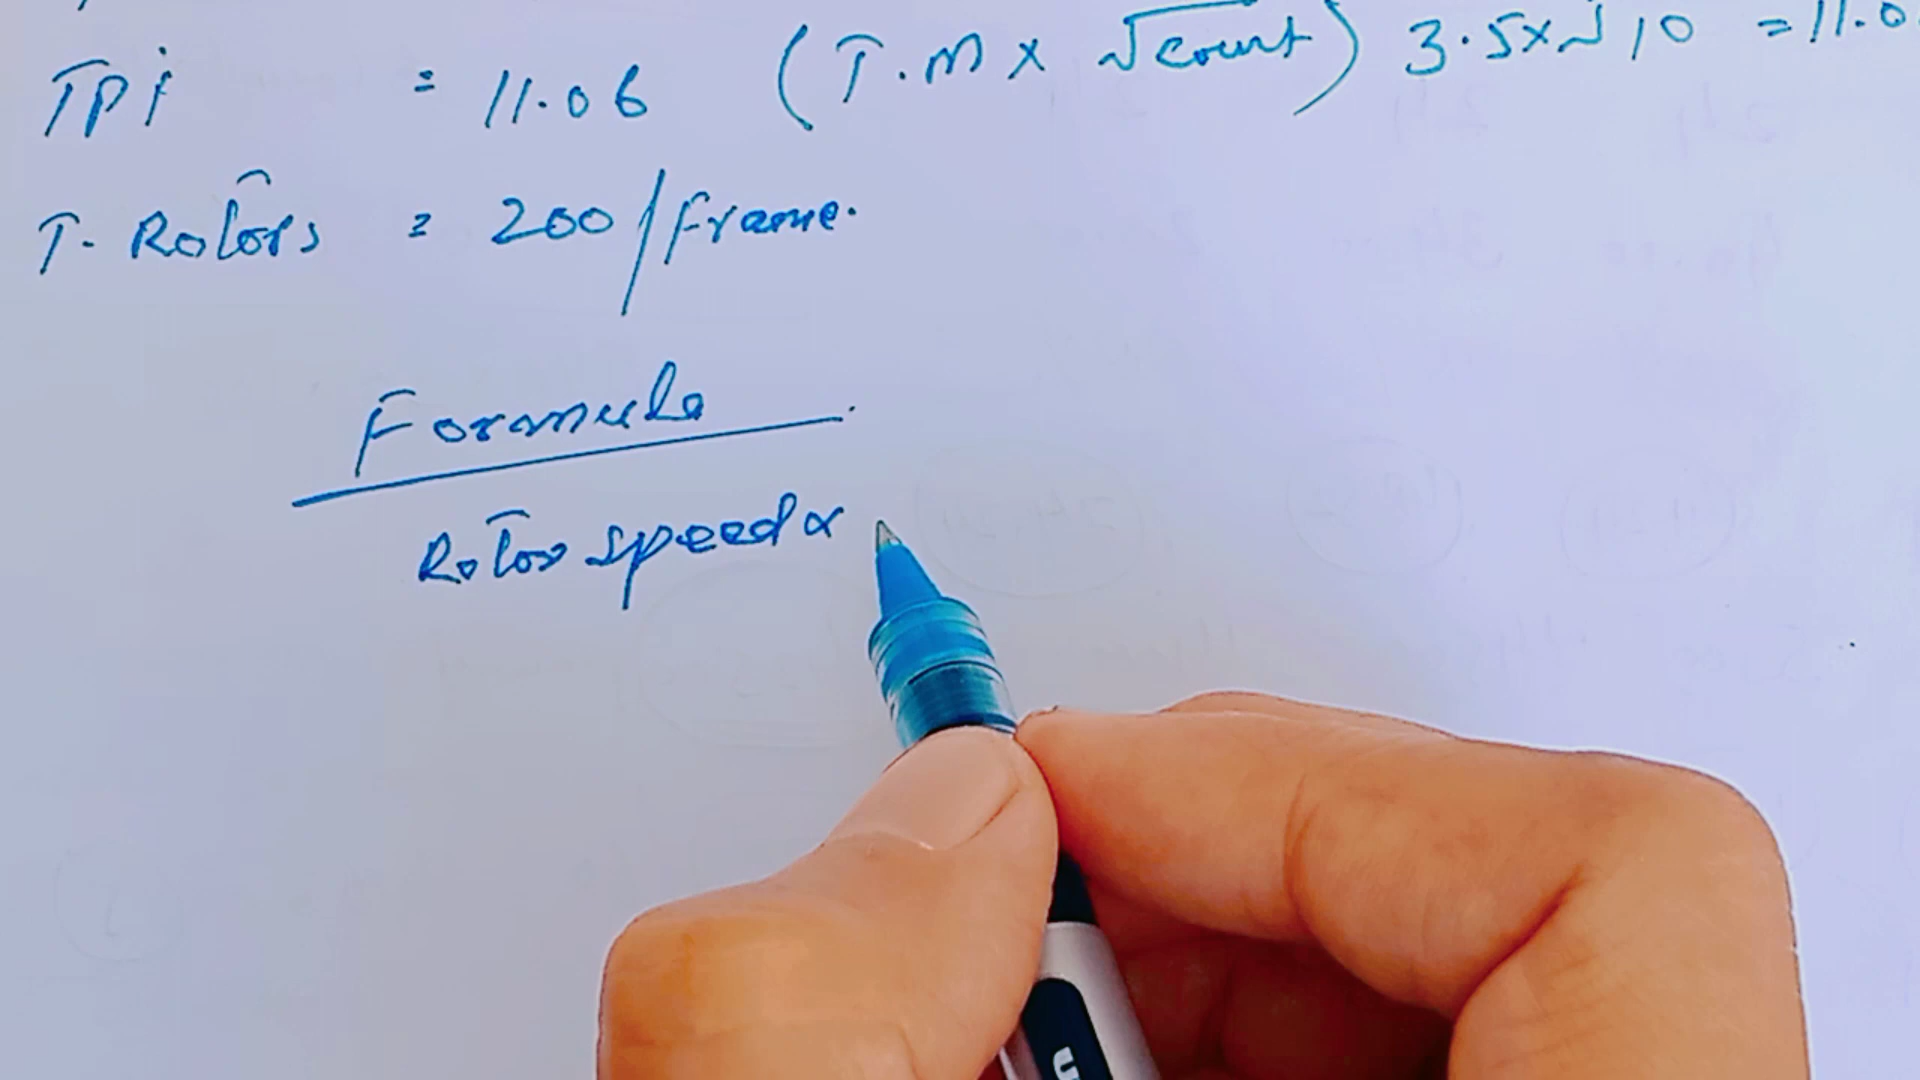 TPi = 11.06 (T.M x √count) 3.5x√10 = 11.0
T. Rotors = 200/Frame.
Formula
Rotor speed x
u